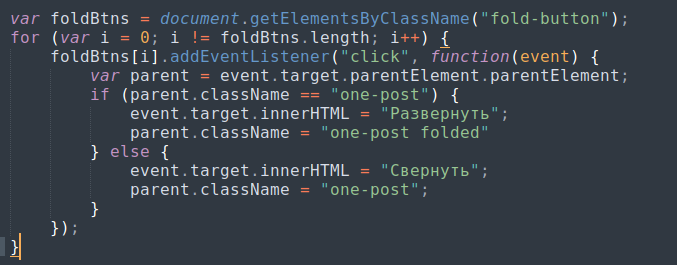 var foldBtns = document.getElementsByClassName("fold-button");
for (var i = 0; i != foldBtns.length; i++) {
    foldBtns[i].addEventListener("click", function(event) {
        var parent = event.target.parentElement.parentElement;
        if (parent.className == "one-post") {
            event.target.innerHTML = "Развернуть";
            parent.className = "one-post folded"
        } else {
            event.target.innerHTML = "Свернуть";
            parent.className = "one-post";
        }
    });
}